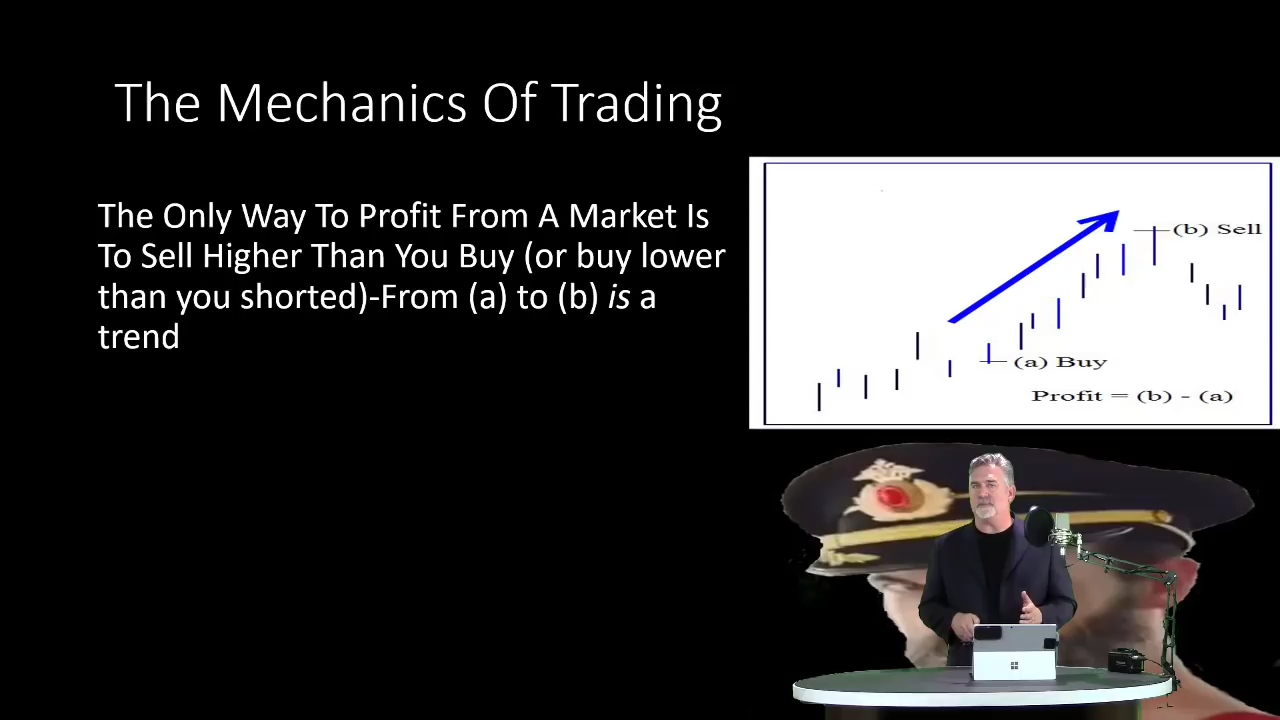 The Mechanics Of Trading
The Only Way To Profit From A Market Is
To Sell Higher Than You Buy (or buy lower
than you shorted)-From (a) to (b) is a
trend
(b) Sell
(a) Buy
Profit = (b) - (a)